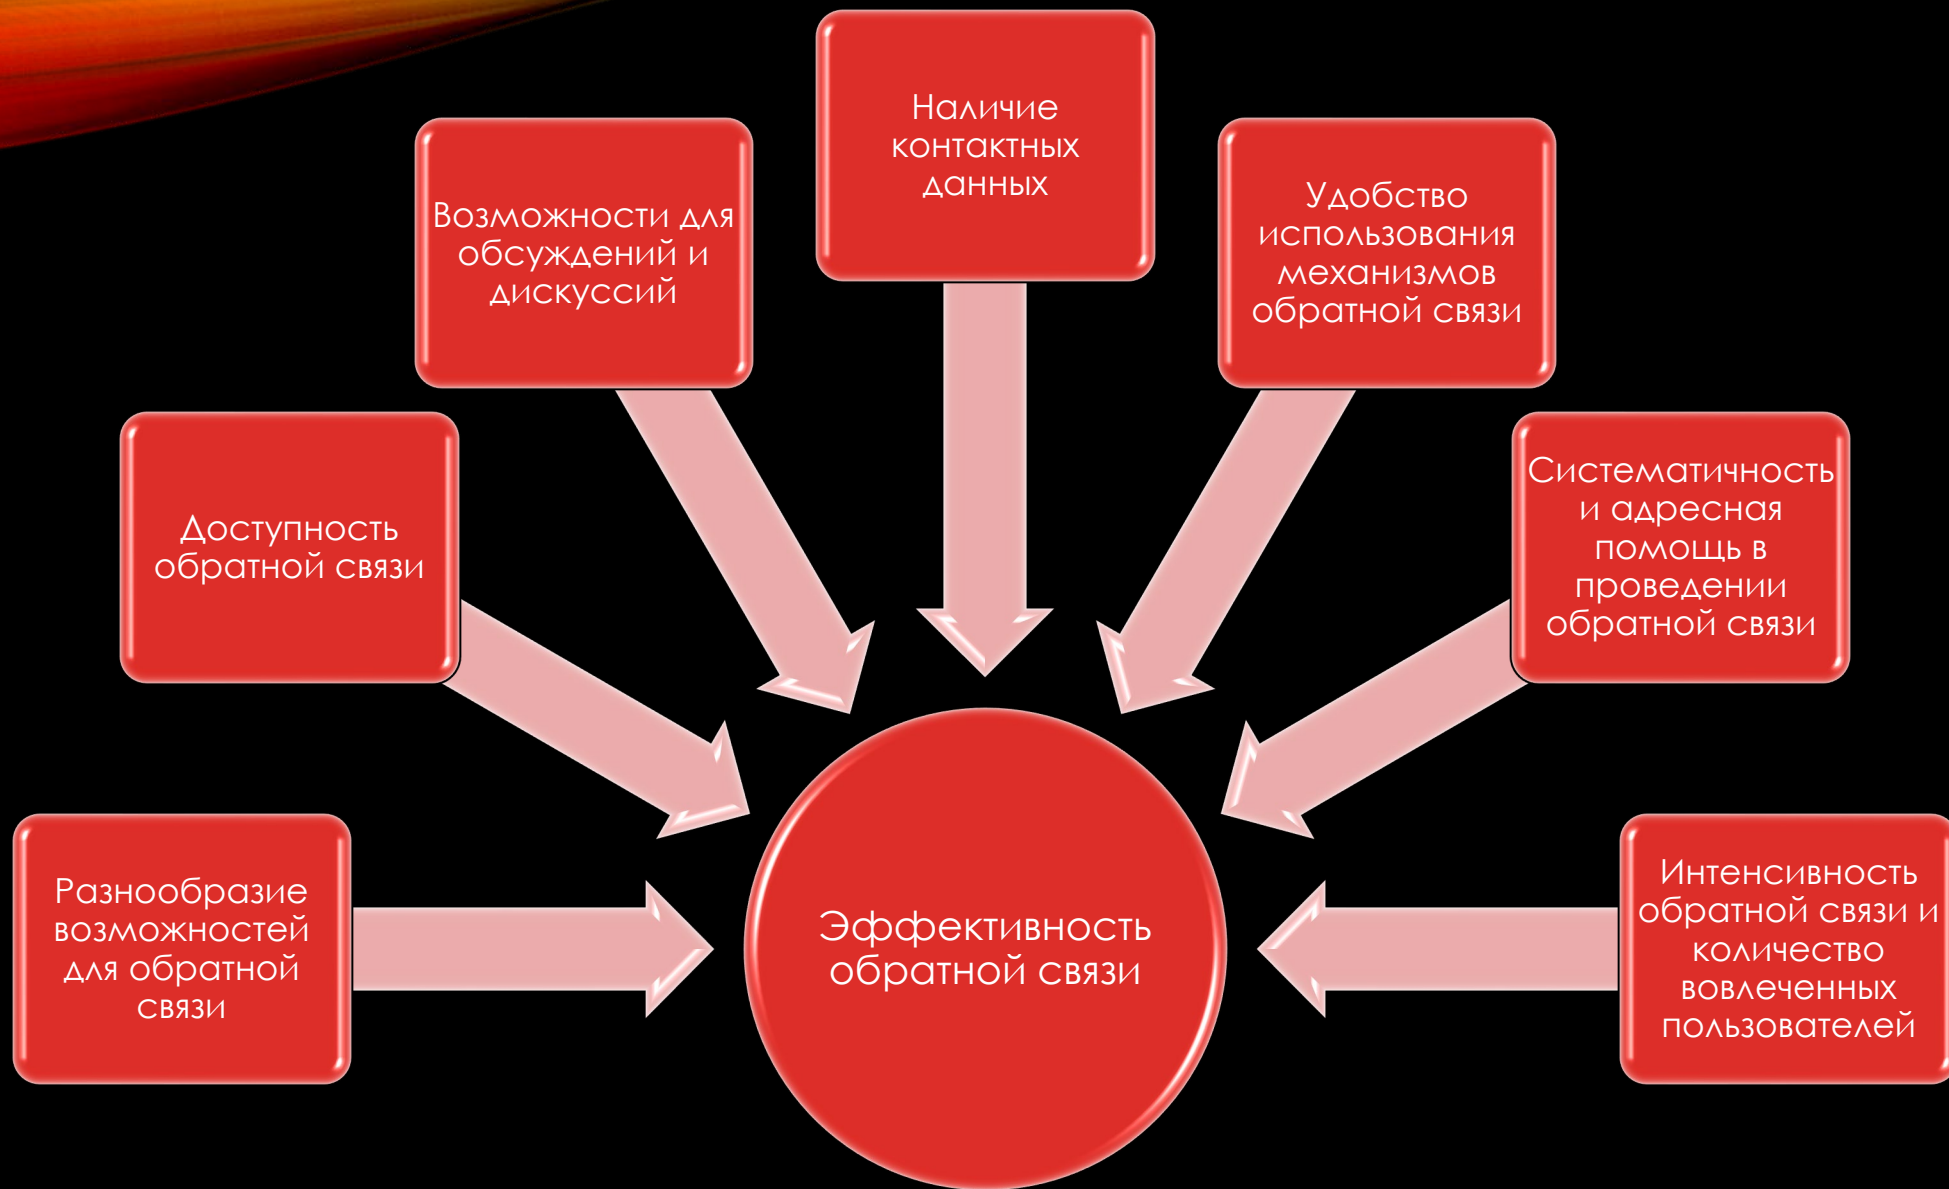 Наличие
контактных
данных
Возможности для
обсуждений и
дискуссий
Удобство
использования
механизмов
обратной связи
Доступность
обратной связи
Систематичность
и адресная
помощь в
проведении
обратной связи
Разнообразие
возможностей
для обратной
связи
Эффективность
обратной связи
Интенсивность
обратной связи и
количество
вовлеченных
пользователей